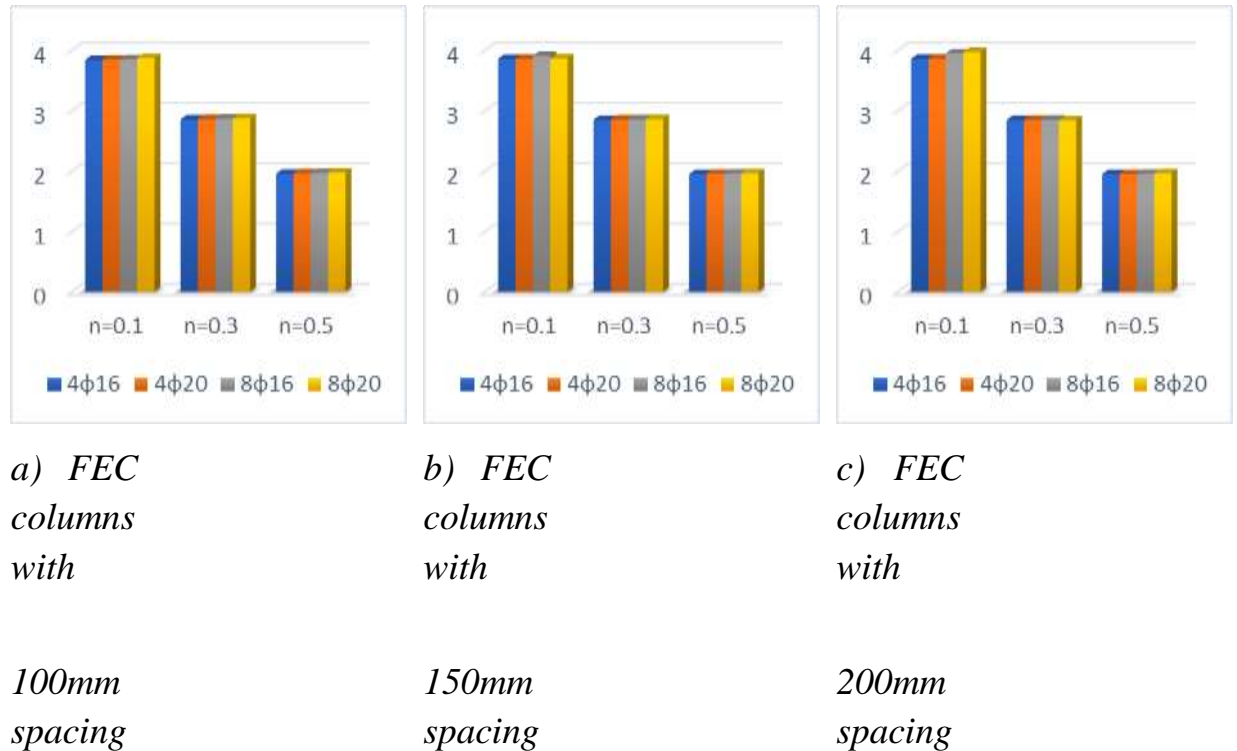 4
3
2
1
0
n=0.1 n=0.3 n=0.5
4ϕ16 4ϕ20 8ϕ16 8ϕ20
a) FEC
columns
with
100mm
spacing
4
3
2
1
0
n=0.1 n=0.3 n=0.5
4ϕ16 4ϕ20 8ϕ16 8ϕ20
b) FEC
columns
with
150mm
spacing
4
3
2
1
0
n=0.1 n=0.3 n=0.5
4ϕ16 4ϕ20 8ϕ16 8ϕ20
c) FEC
columns
with
200mm
spacing